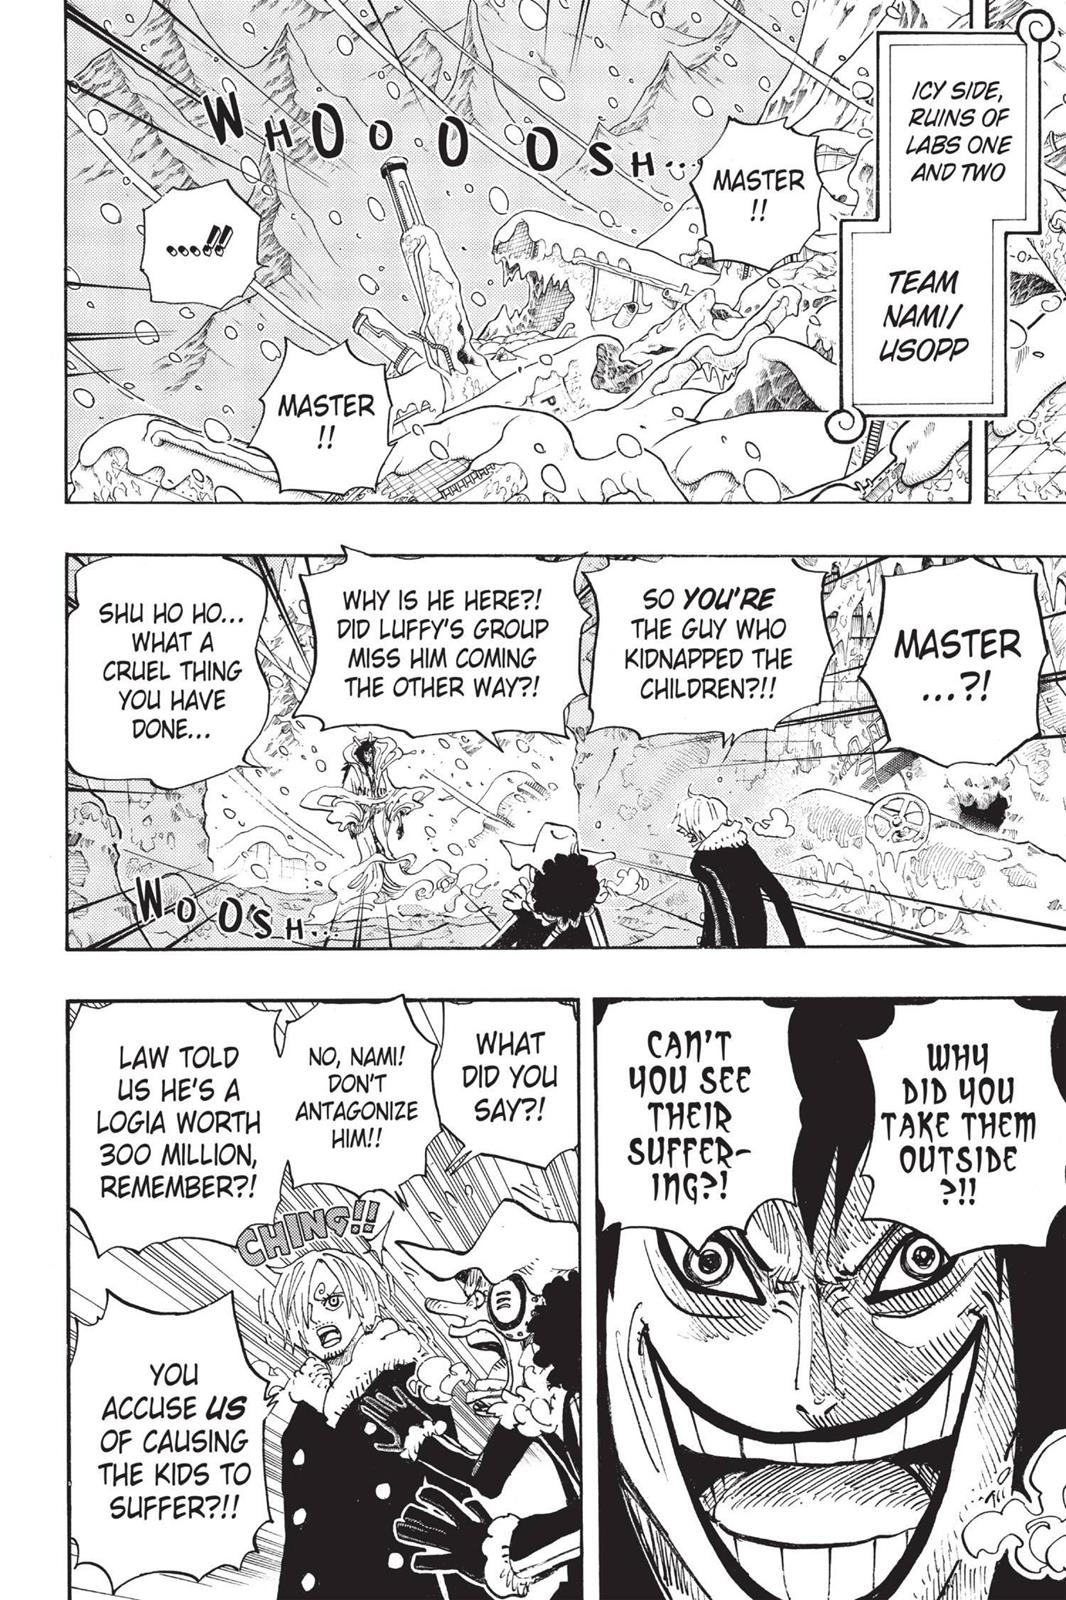 ICY SIDE,
RUINS OF
LABS ONE
AND TWO
TEAM
NAMI/
USOPP
MASTER
!!
WHOOOOOSH...
....!!
MASTER
!!
MASTER
...?!
SO YOU'RE
THE GUY WHO
KIDNAPPED THE
CHILDREN?!!
WHY IS HE HERE?!
DID LUFFY'S GROUP
MISS HIM COMING
THE OTHER WAY?!
SHU HO HO...
WHAT A
CRUEL THING
YOU HAVE
DONE...
WOOSH...
WHY
DID YOU
TAKE THEM
OUTSIDE
?!!
CAN'T
YOU SEE
THEIR
SUFFER-
ING?!
WHAT
DID YOU
SAY?!
NO, NAMI!
DON'T
ANTAGONIZE
HIM!!
LAW TOLD
US HE'S A
LOGIA WORTH
300 MILLION,
REMEMBER?!
CHING!!
YOU
ACCUSE US
OF CAUSING
THE KIDS TO
SUFFER?!!